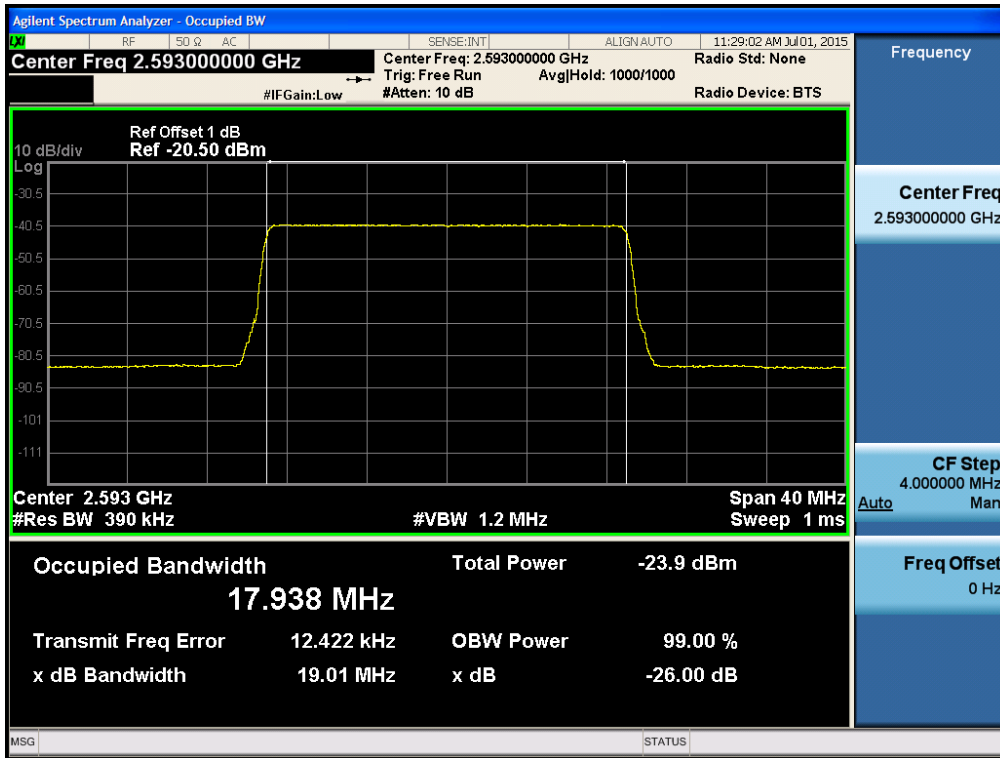 Agilent Spectrum Analyzer - Occupied BW
LXI RF 50 Ω AC SENSE:INT ALIGN AUTO 11:29:02 AM Jul 01, 2015
Center Freq 2.593000000 GHz
Center Freq: 2.593000000 GHz
Radio Std: None
Trig: Free Run Avg|Hold: 1000/1000
#IFGain:Low #Atten: 10 dB
Radio Device: BTS
Ref Offset 1 dB
10 dB/div Ref -20.50 dBm
Log
-30.5
-40.5
-50.5
-60.5
-70.5
-80.5
-90.5
-101
-111
Center 2.593 GHz Span 40 MHz
#Res BW 390 kHz #VBW 1.2 MHz Sweep 1 ms
Occupied Bandwidth Total Power -23.9 dBm
17.938 MHz
Transmit Freq Error 12.422 kHz OBW Power 99.00 %
x dB Bandwidth 19.01 MHz x dB -26.00 dB
MSG STATUS
Frequency
Center Freq
2.593000000 GHz
CF Step
4.000000 MHz
Auto Man
Freq Offset
0 Hz